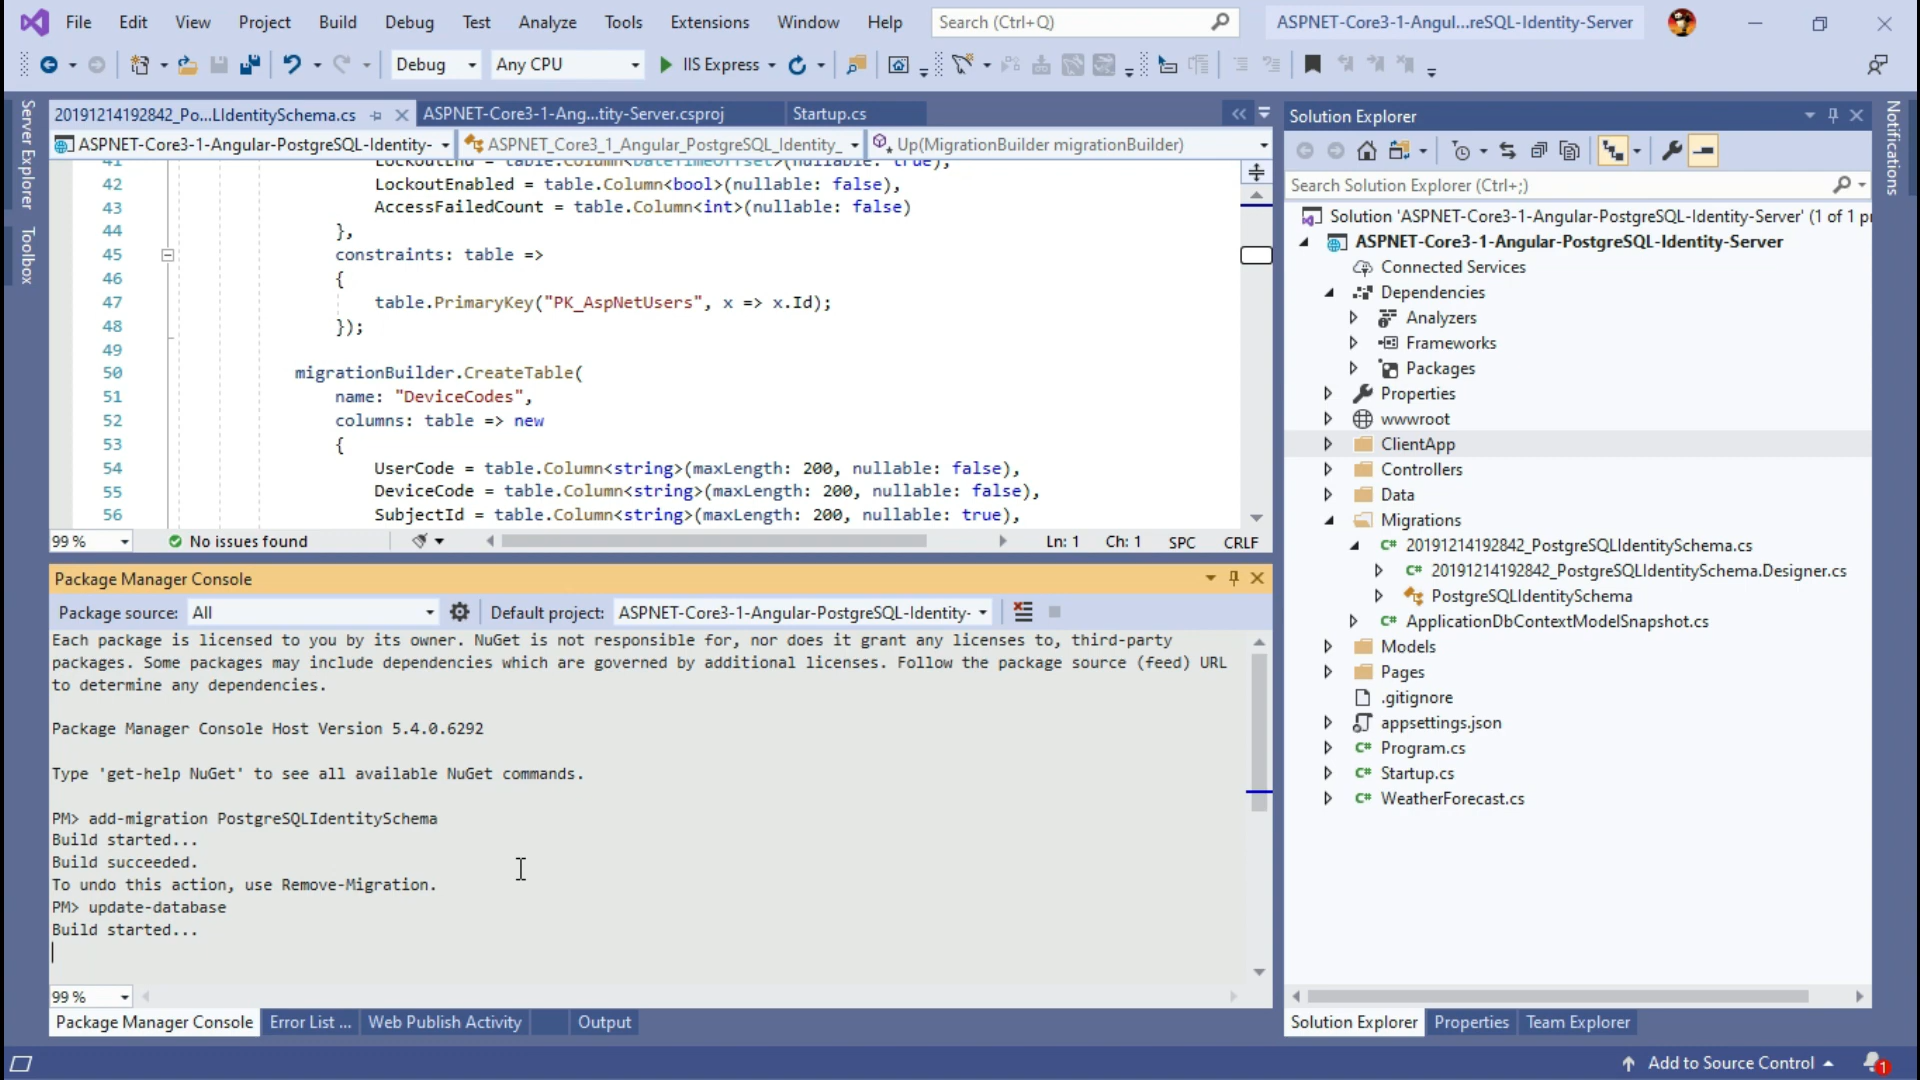 File Edit View Project Build Debug Test Analyze Tools Extensions Window Help Search (Ctrl+Q) ASPNET-Core3-1-Angul...reSQL-Identity-Server
Debug Any CPU IIS Express
Server Explorer
Toolbox
20191214192842_Po...LIdentitySchema.cs ASPNET-Core3-1-Ang...tity-Server.csproj Startup.cs
ASPNET-Core3-1-Angular-PostgreSQL-Identity- ASPNET_Core3_1_Angular_PostgreSQL_Identity_ Up(MigrationBuilder migrationBuilder)
41 LockoutEnd = table.Column<DateTimeOffset>(nullable: true),
42 LockoutEnabled = table.Column<bool>(nullable: false),
43 AccessFailedCount = table.Column<int>(nullable: false)
44 },
45 constraints: table =>
46 {
47 table.PrimaryKey("PK_AspNetUsers", x => x.Id);
48 });
49
50 migrationBuilder.CreateTable(
51 name: "DeviceCodes",
52 columns: table => new
53 {
54 UserCode = table.Column<string>(maxLength: 200, nullable: false),
55 DeviceCode = table.Column<string>(maxLength: 200, nullable: false),
56 SubjectId = table.Column<string>(maxLength: 200, nullable: true),
99 % No issues found Ln: 1 Ch: 1 SPC CRLF
Package Manager Console
Package source: All Default project: ASPNET-Core3-1-Angular-PostgreSQL-Identity-
Each package is licensed to you by its owner. NuGet is not responsible for, nor does it grant any licenses to, third-party
packages. Some packages may include dependencies which are governed by additional licenses. Follow the package source (feed) URL
to determine any dependencies.
Package Manager Console Host Version 5.4.0.6292
Type 'get-help NuGet' to see all available NuGet commands.
PM> add-migration PostgreSQLIdentitySchema
Build started...
Build succeeded.
To undo this action, use Remove-Migration.
PM> update-database
Build started...
99 %
Package Manager Console Error List ... Web Publish Activity Output
Solution Explorer
Search Solution Explorer (Ctrl+;)
Solution 'ASPNET-Core3-1-Angular-PostgreSQL-Identity-Server' (1 of 1 pr
ASPNET-Core3-1-Angular-PostgreSQL-Identity-Server
Connected Services
Dependencies
Analyzers
Frameworks
Packages
Properties
wwwroot
ClientApp
Controllers
Data
Migrations
20191214192842_PostgreSQLIdentitySchema.cs
20191214192842_PostgreSQLIdentitySchema.Designer.cs
PostgreSQLIdentitySchema
ApplicationDbContextModelSnapshot.cs
Models
Pages
.gitignore
appsettings.json
Program.cs
Startup.cs
WeatherForecast.cs
Solution Explorer Properties Team Explorer
Notifications
Add to Source Control 1